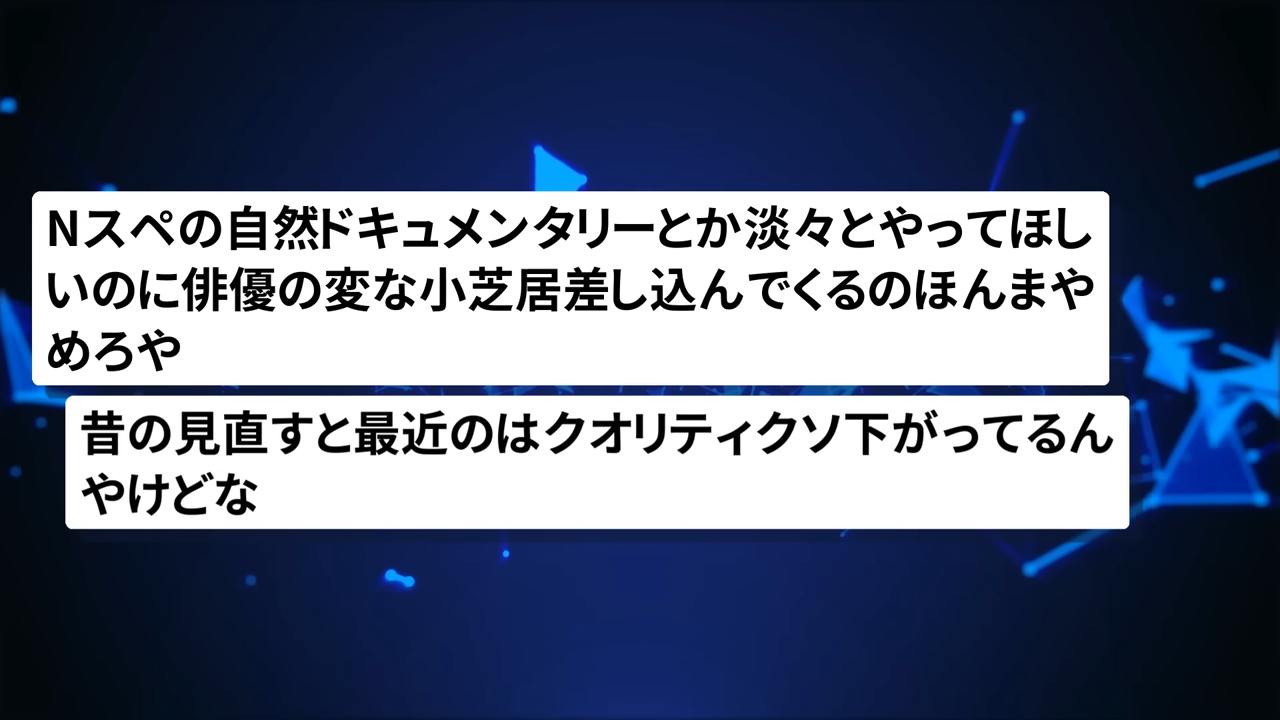 Nスペの自然ドキュメンタリーとか淡々とやってほし
いのに俳優の変な小芝居差し込んでくるのほんまや
めろや
昔の見直すと最近のはクオリティクソ下がってるん
やけどな